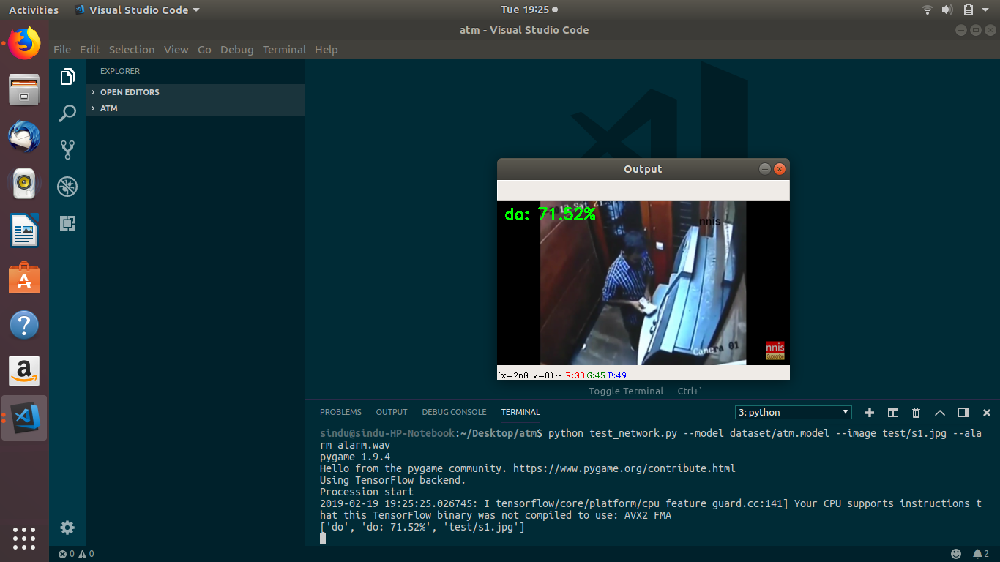 Activities
Visual Studio Code
Tue 19:25
atm - Visual Studio Code
File Edit Selection View Go Debug Terminal Help
EXPLORER
OPEN EDITORS
ATM
Output
do: 71.52%
nnis
Camera 01
nnis
Subscribe
(x=268, y=0) ~ R:38 G:45 B:49
Toggle Terminal Ctrl+`
PROBLEMS OUTPUT DEBUG CONSOLE TERMINAL
3: python
sindu@sindu-HP-Notebook:~/Desktop/atm$ python test_network.py --model dataset/atm.model --image test/s1.jpg --ala
rm alarm.wav
pygame 1.9.4
Hello from the pygame community. https://www.pygame.org/contribute.html
Using TensorFlow backend.
Procession start
2019-02-19 19:25:25.026745: I tensorflow/core/platform/cpu_feature_guard.cc:141] Your CPU supports instructions t
hat this TensorFlow binary was not compiled to use: AVX2 FMA
['do', 'do: 71.52%', 'test/s1.jpg']
0 0
2